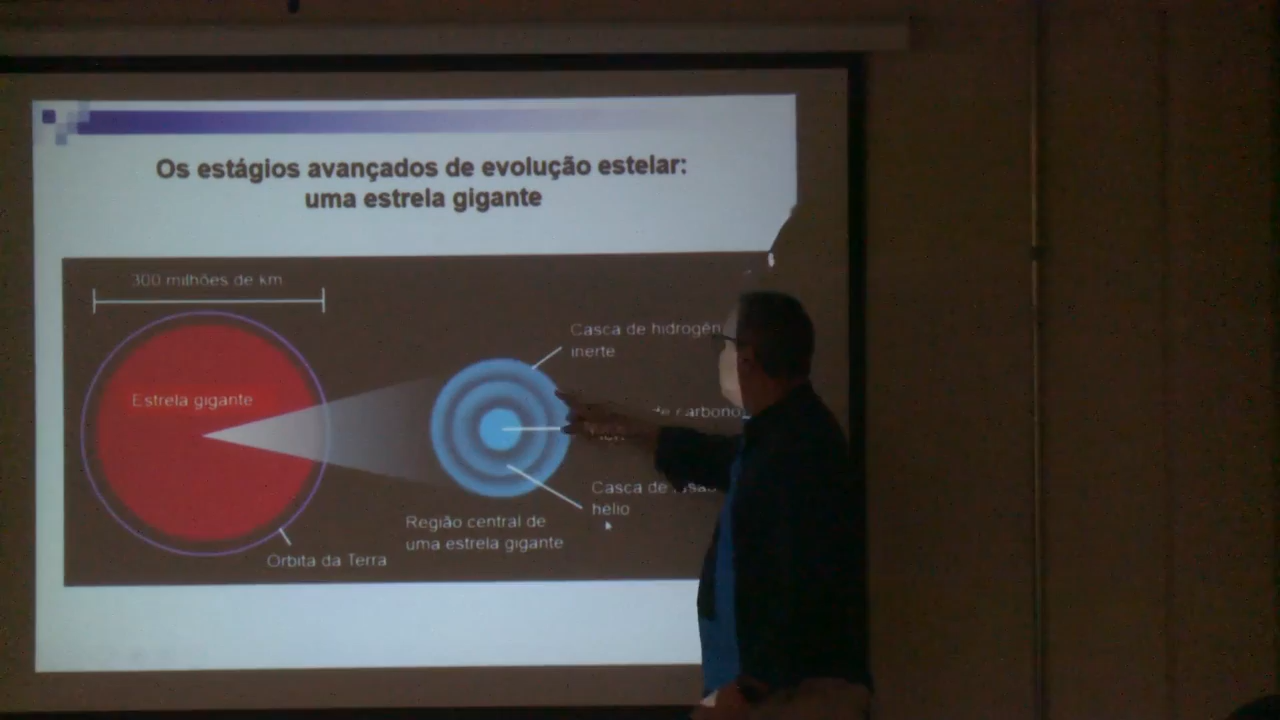 Os estágios avançados de evolução estelar:
uma estrela gigante
300 milhões de km
Casca de hidrogên
inerte
Estrela gigante
de carbono
Casca de
hélio
Região central de
uma estrela gigante
Órbita da Terra